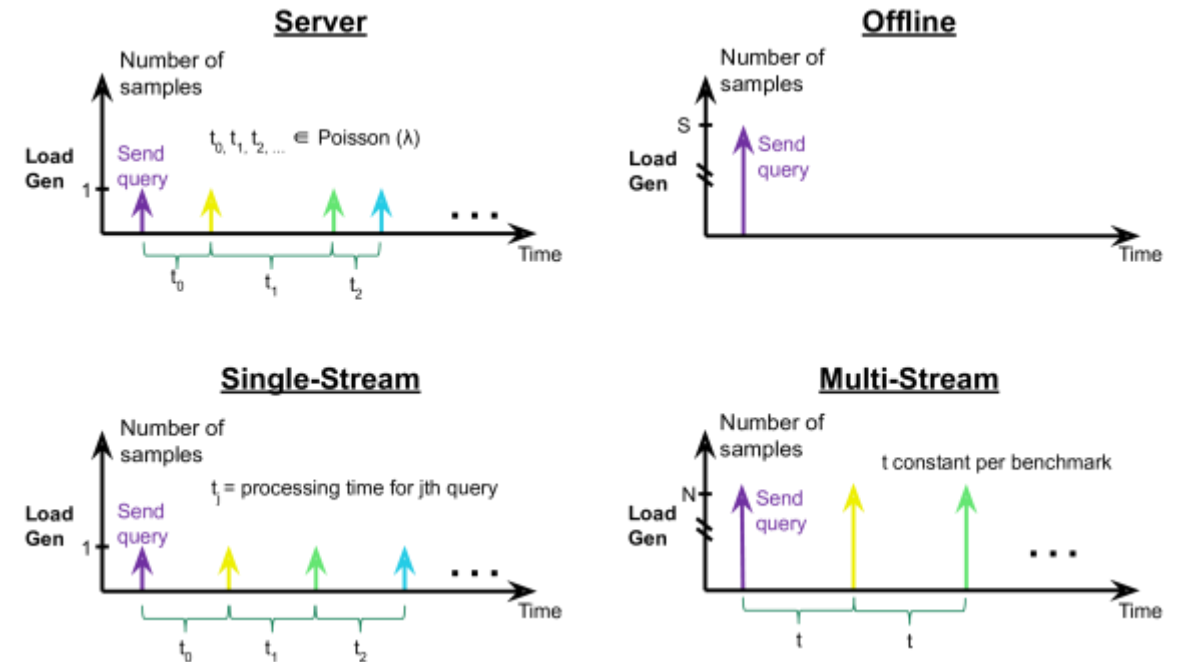 Server
Number of
samples
t0, t1, t2, ... ⋹ Poisson (λ)
Load
Gen
Send
query
1
. . .
Time
t0
t1
t2
Offline
Number of
samples
S
Send
query
Load
Gen
Time
Single-Stream
Number of
samples
tj = processing time for jth query
Load
Gen
Send
query
1
. . .
Time
t0
t1
t2
Multi-Stream
Number of
samples
t constant per benchmark
N
Send
query
Load
Gen
. . .
Time
t
t